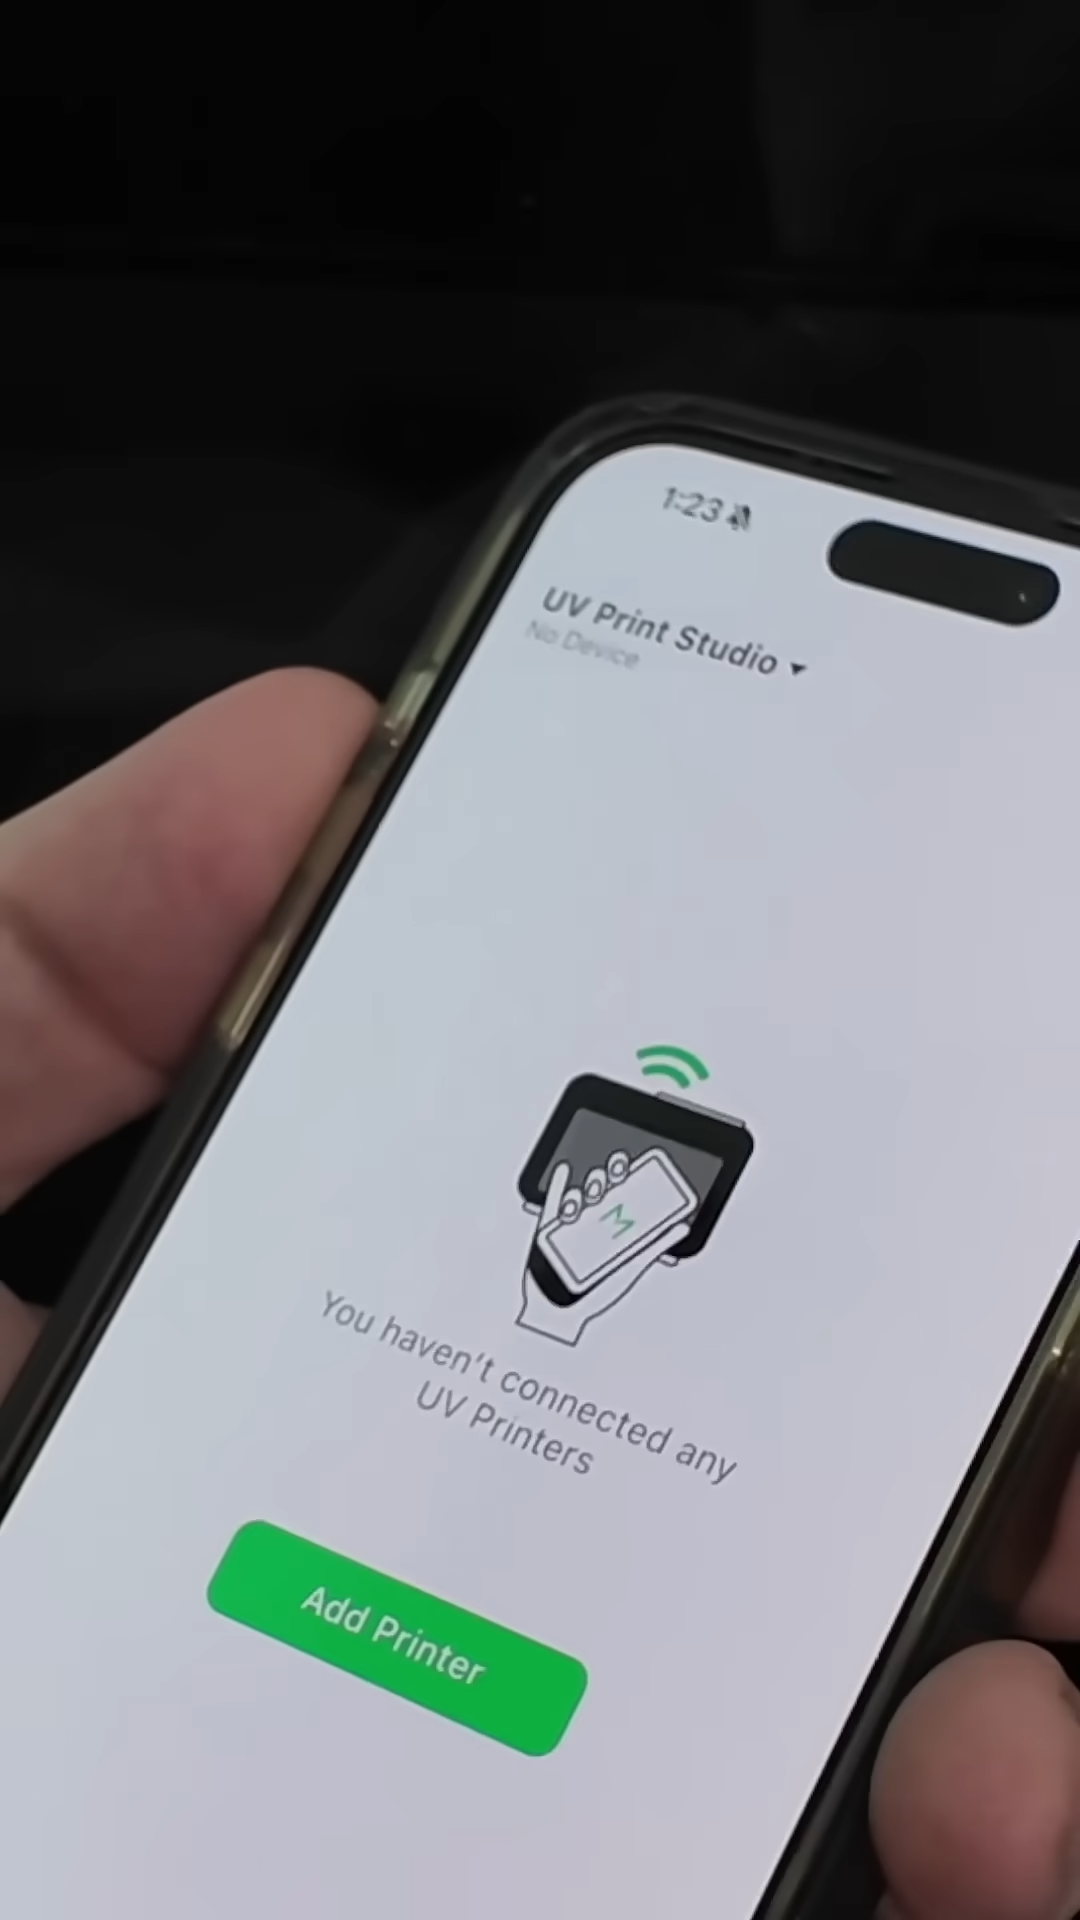 1:23
UV Print Studio
No Device
You haven't connected any
UV Printers
Add Printer